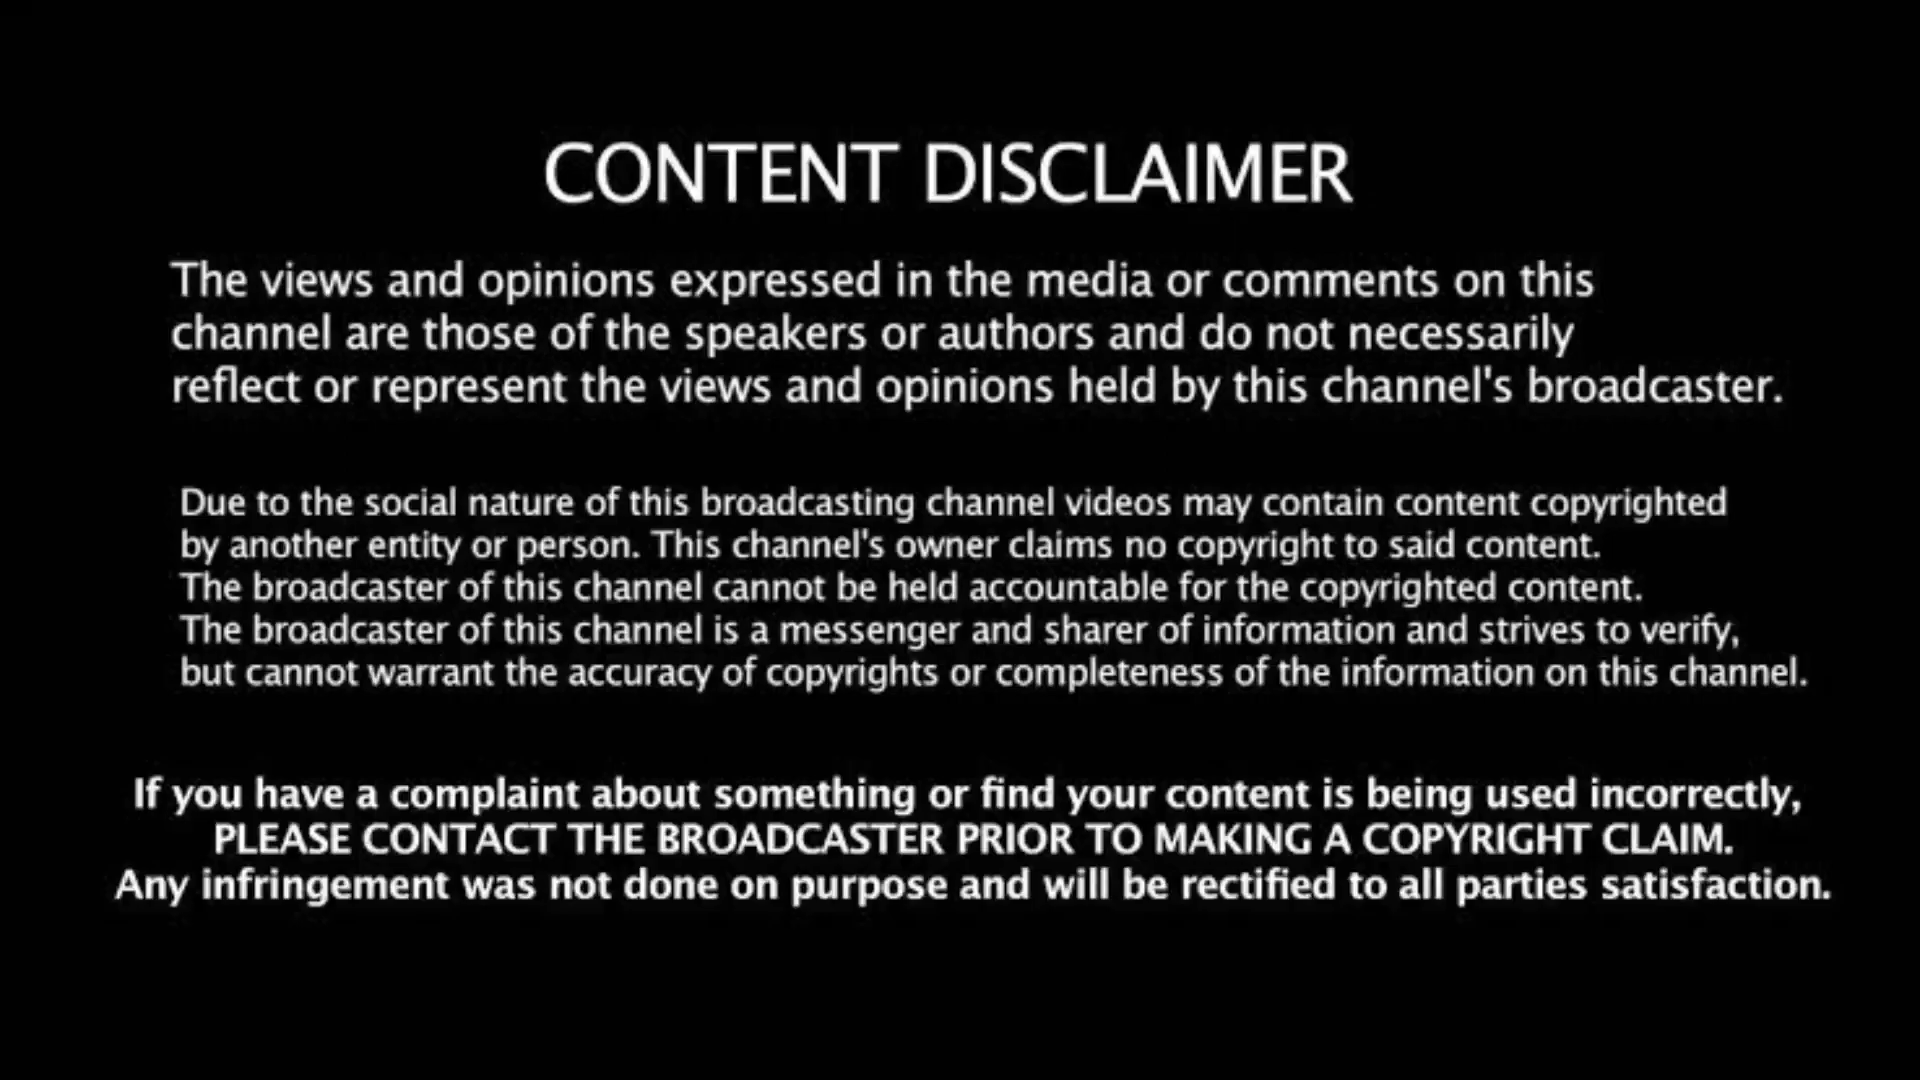 CONTENT DISCLAIMER
The views and opinions expressed in the media or comments on this
channel are those of the speakers or authors and do not necessarily
reflect or represent the views and opinions held by this channel's broadcaster.
Due to the social nature of this broadcasting channel videos may contain content copyrighted
by another entity or person. This channel's owner claims no copyright to said content.
The broadcaster of this channel cannot be held accountable for the copyrighted content.
The broadcaster of this channel is a messenger and sharer of information and strives to verify,
but cannot warrant the accuracy of copyrights or completeness of the information on this channel.
If you have a complaint about something or find your content is being used incorrectly,
PLEASE CONTACT THE BROADCASTER PRIOR TO MAKING A COPYRIGHT CLAIM.
Any infringement was not done on purpose and will be rectified to all parties satisfaction.